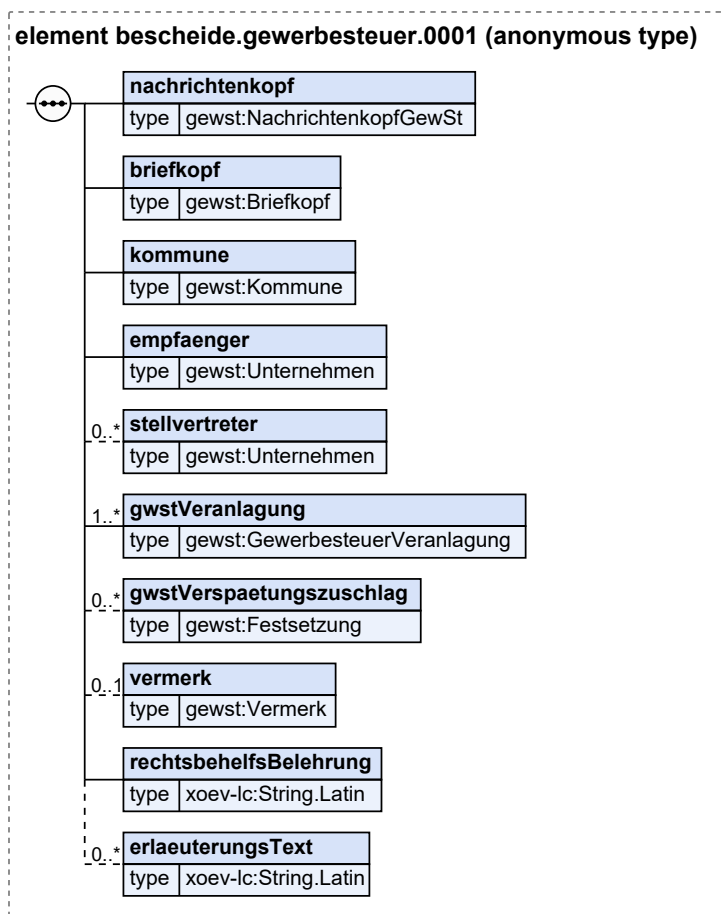 element bescheide.gewerbesteuer.0001 (anonymous type)
nachrichtenkopf
type gewst:NachrichtenkopfGewSt
briefkopf
type gewst:Briefkopf
kommune
type gewst:Kommune
empfaenger
type gewst:Unternehmen
0..* stellvertreter
type gewst:Unternehmen
1..* gwstVeranlagung
type gewst:GewerbesteuerVeranlagung
0..* gwstVerspaetungszuschlag
type gewst:Festsetzung
0..1 vermerk
type gewst:Vermerk
rechtsbehelfsBelehrung
type xoev-lc:String.Latin
0..* erlaeuterungsText
type xoev-lc:String.Latin